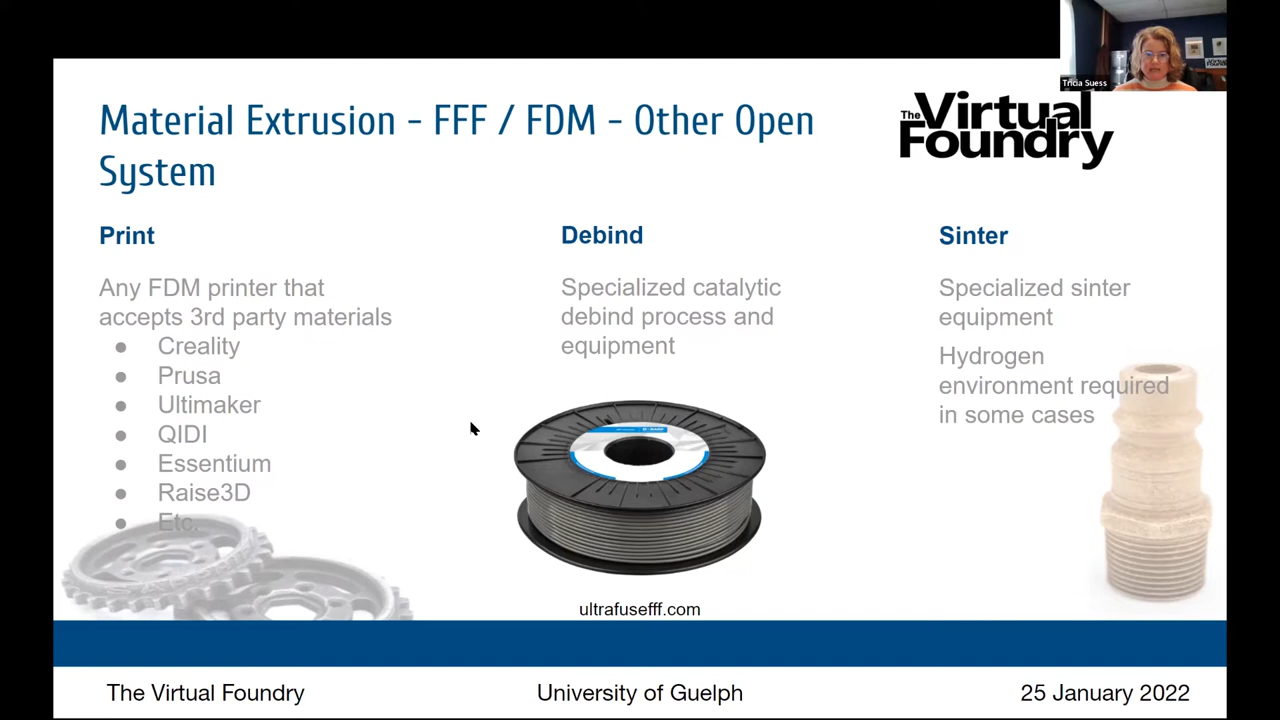 Tricia Suess
The Virtual
Foundry
Material Extrusion - FFF / FDM - Other Open
System
Print
Any FDM printer that
accepts 3rd party materials
● Creality
● Prusa
● Ultimaker
● QIDI
● Essentium
● Raise3D
● Etc.
Debind
Specialized catalytic
debind process and
equipment
ultrafusefff.com
Sinter
Specialized sinter
equipment
Hydrogen
environment required
in some cases
The Virtual Foundry
University of Guelph
25 January 2022